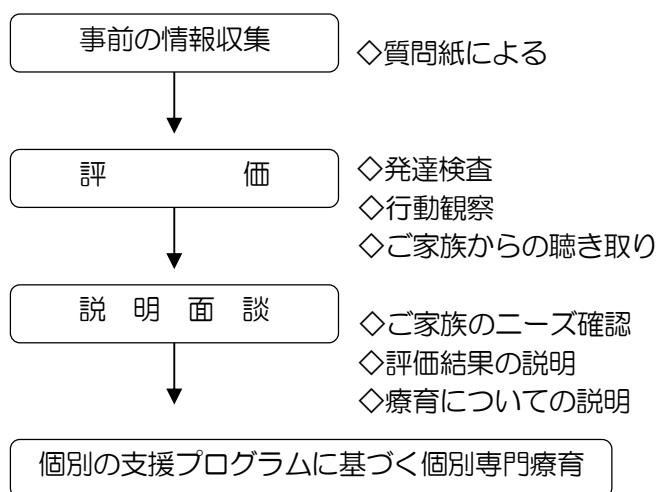 事前の情報収集
◇質問紙による
評　　　価
◇発達検査
◇行動観察
◇ご家族からの聴き取り
説　明　面　談
◇ご家族のニーズ確認
◇評価結果の説明
◇療育についての説明
個別の支援プログラムに基づく個別専門療育